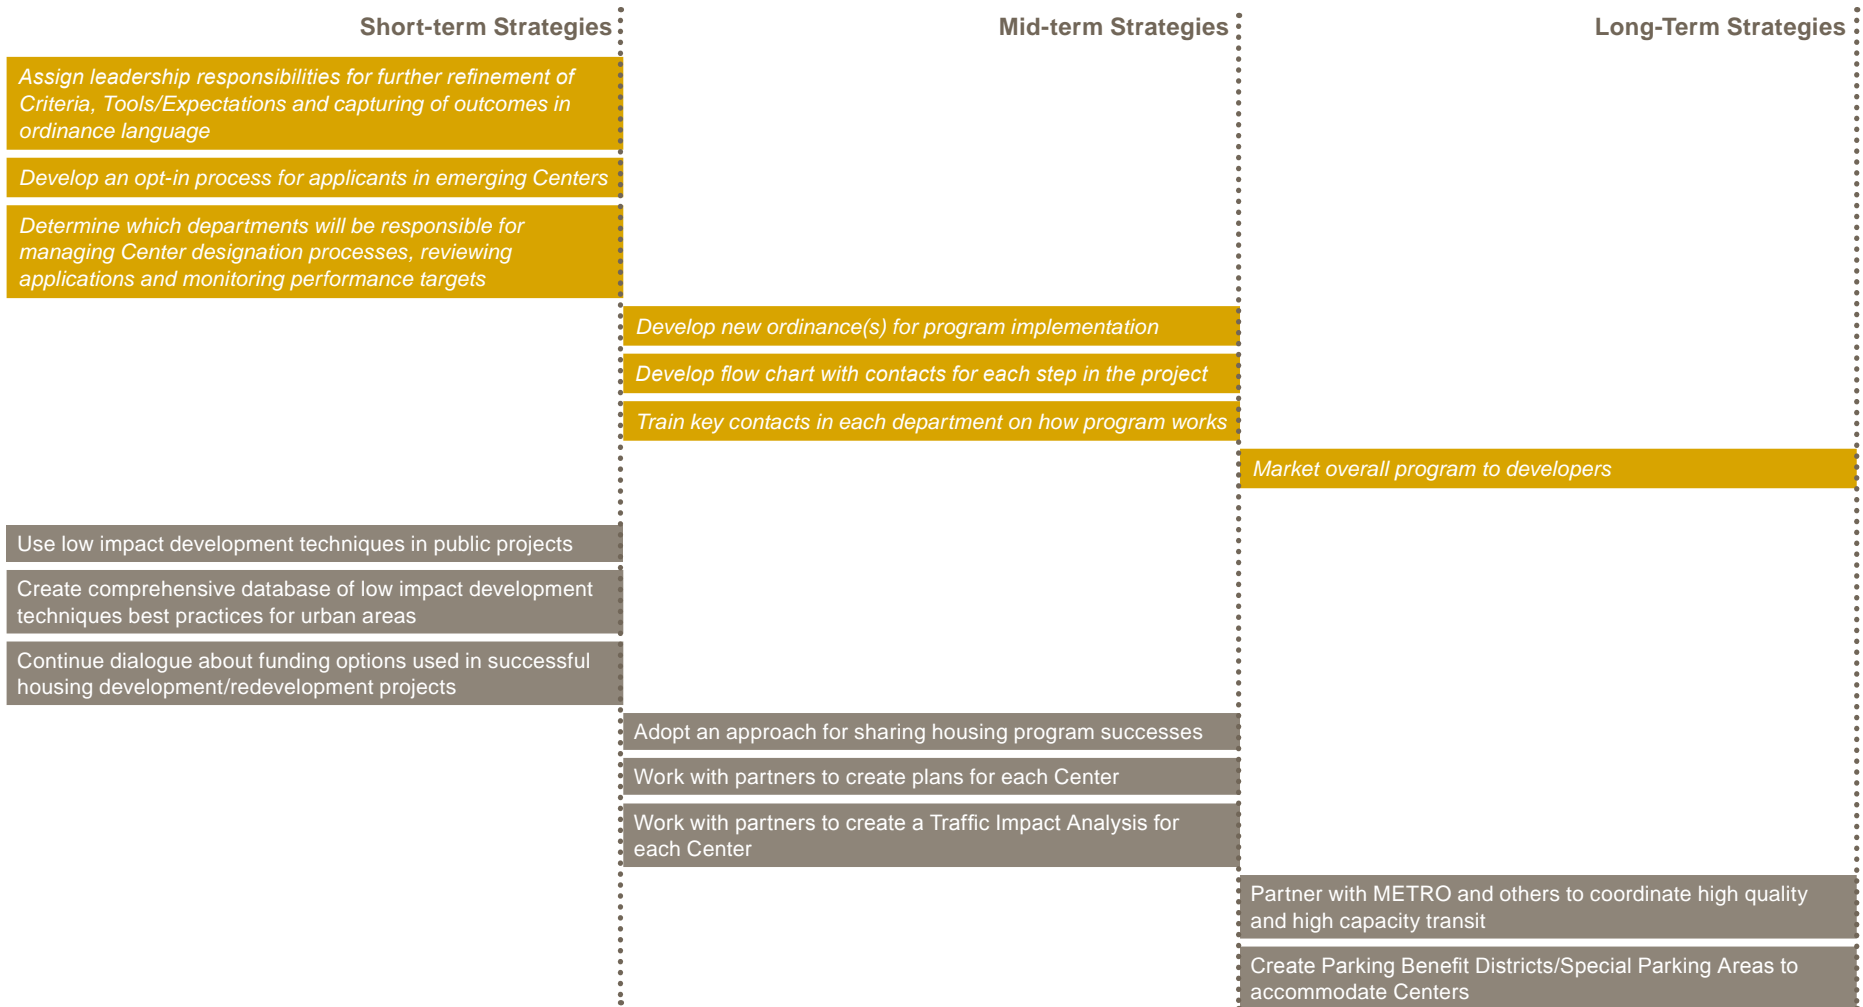 Short-term Strategies
Mid-term Strategies
Long-Term Strategies
Assign leadership responsibilities for further refinement of
Criteria, Tools/Expectations and capturing of outcomes in
ordinance language
Develop an opt-in process for applicants in emerging Centers
Determine which departments will be responsible for
managing Center designation processes, reviewing
applications and monitoring performance targets
Develop new ordinance(s) for program implementation
Develop flow chart with contacts for each step in the project
Train key contacts in each department on how program works
Market overall program to developers
Use low impact development techniques in public projects
Create comprehensive database of low impact development
techniques best practices for urban areas
Continue dialogue about funding options used in successful
housing development/redevelopment projects
Adopt an approach for sharing housing program successes
Work with partners to create plans for each Center
Work with partners to create a Traffic Impact Analysis for
each Center
Partner with METRO and others to coordinate high quality
and high capacity transit
Create Parking Benefit Districts/Special Parking Areas to
accommodate Centers